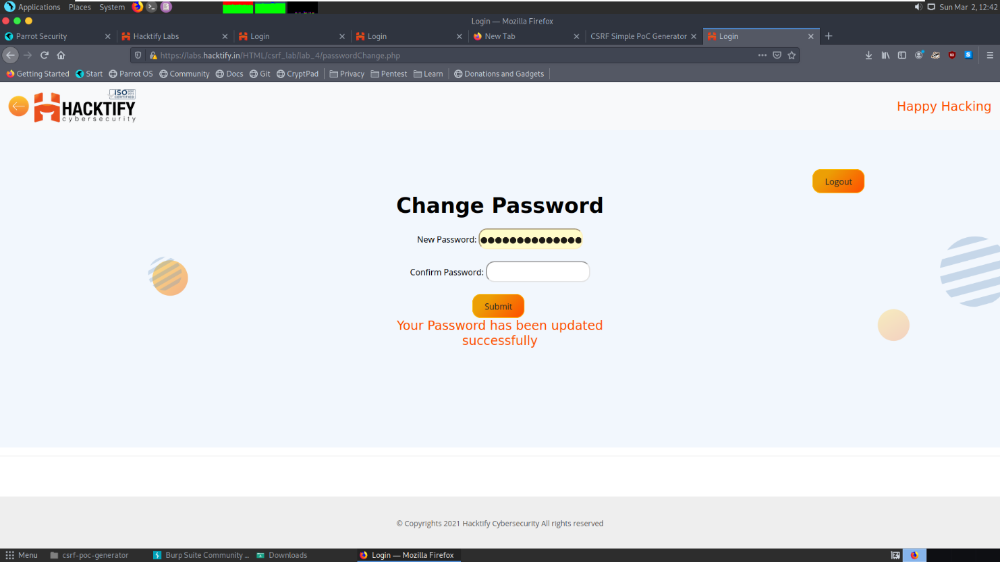 Applications Places System
Sun Mar 2, 12:42
Login — Mozilla Firefox
Parrot Security
Hacktify Labs
Login
Login
New Tab
CSRF Simple PoC Generator
Login
https://labs.hacktify.in/HTML/csrf_lab/lab_4/passwordChange.php
Getting Started Start Parrot OS Community Docs Git CryptPad Privacy Pentest Learn Donations and Gadgets
ISO
CERTIFIED
HACKTIFY
cybersecurity
Happy Hacking
Logout
Change Password
New Password:
Confirm Password:
Submit
Your Password has been updated
successfully
© Copyrights 2021 Hacktify Cybersecurity All rights reserved
Menu csrf-poc-generator Burp Suite Community ... Downloads Login — Mozilla Firefox